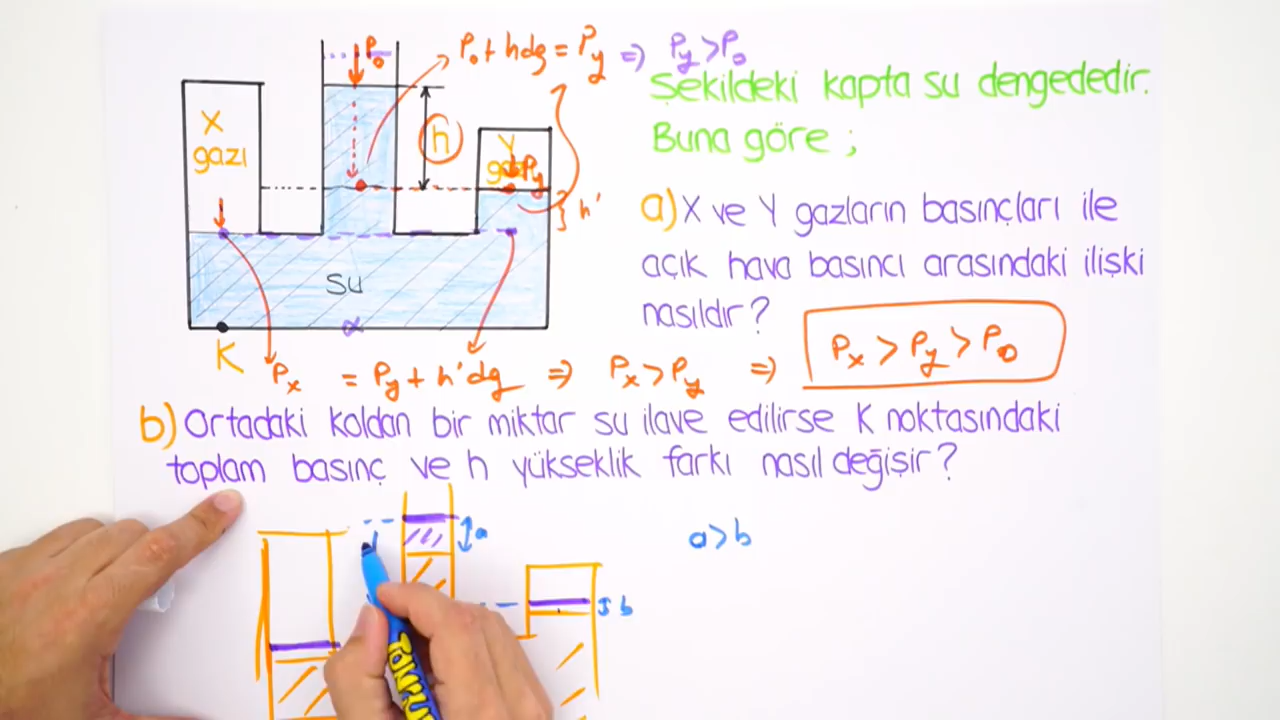 P₀ + hdg = Py ⇒ Py > P₀
P₀
Şekildeki kapta su dengededir.
Buna göre ;
X
gazı
h
Y
Py
h'
a) X ve Y gazların basınçları ile
açık hava basıncı arasındaki ilişki
nasıldır ?
Su
K
Px = Py + h'dg ⇒ Px > Py ⇒ Px > Py > P₀
b) Ortadaki koldan bir miktar su ilave edilirse K noktasındaki
toplam basınç ve h yükseklik farkı nasıl değişir ?
a
a > b
b